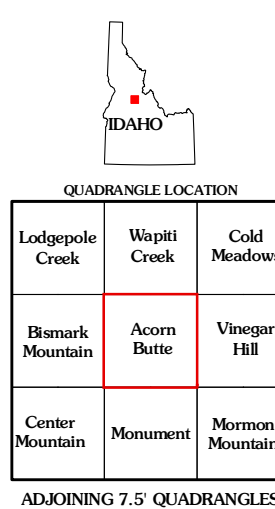 IDAHO
QUADRANGLE LOCATION
Lodgepole Creek
Wapiti Creek
Cold Meadows
Bismark Mountain
Acorn Butte
Vinegar Hill
Center Mountain
Monument
Mormon Mountain
ADJOINING 7.5' QUADRANGLES